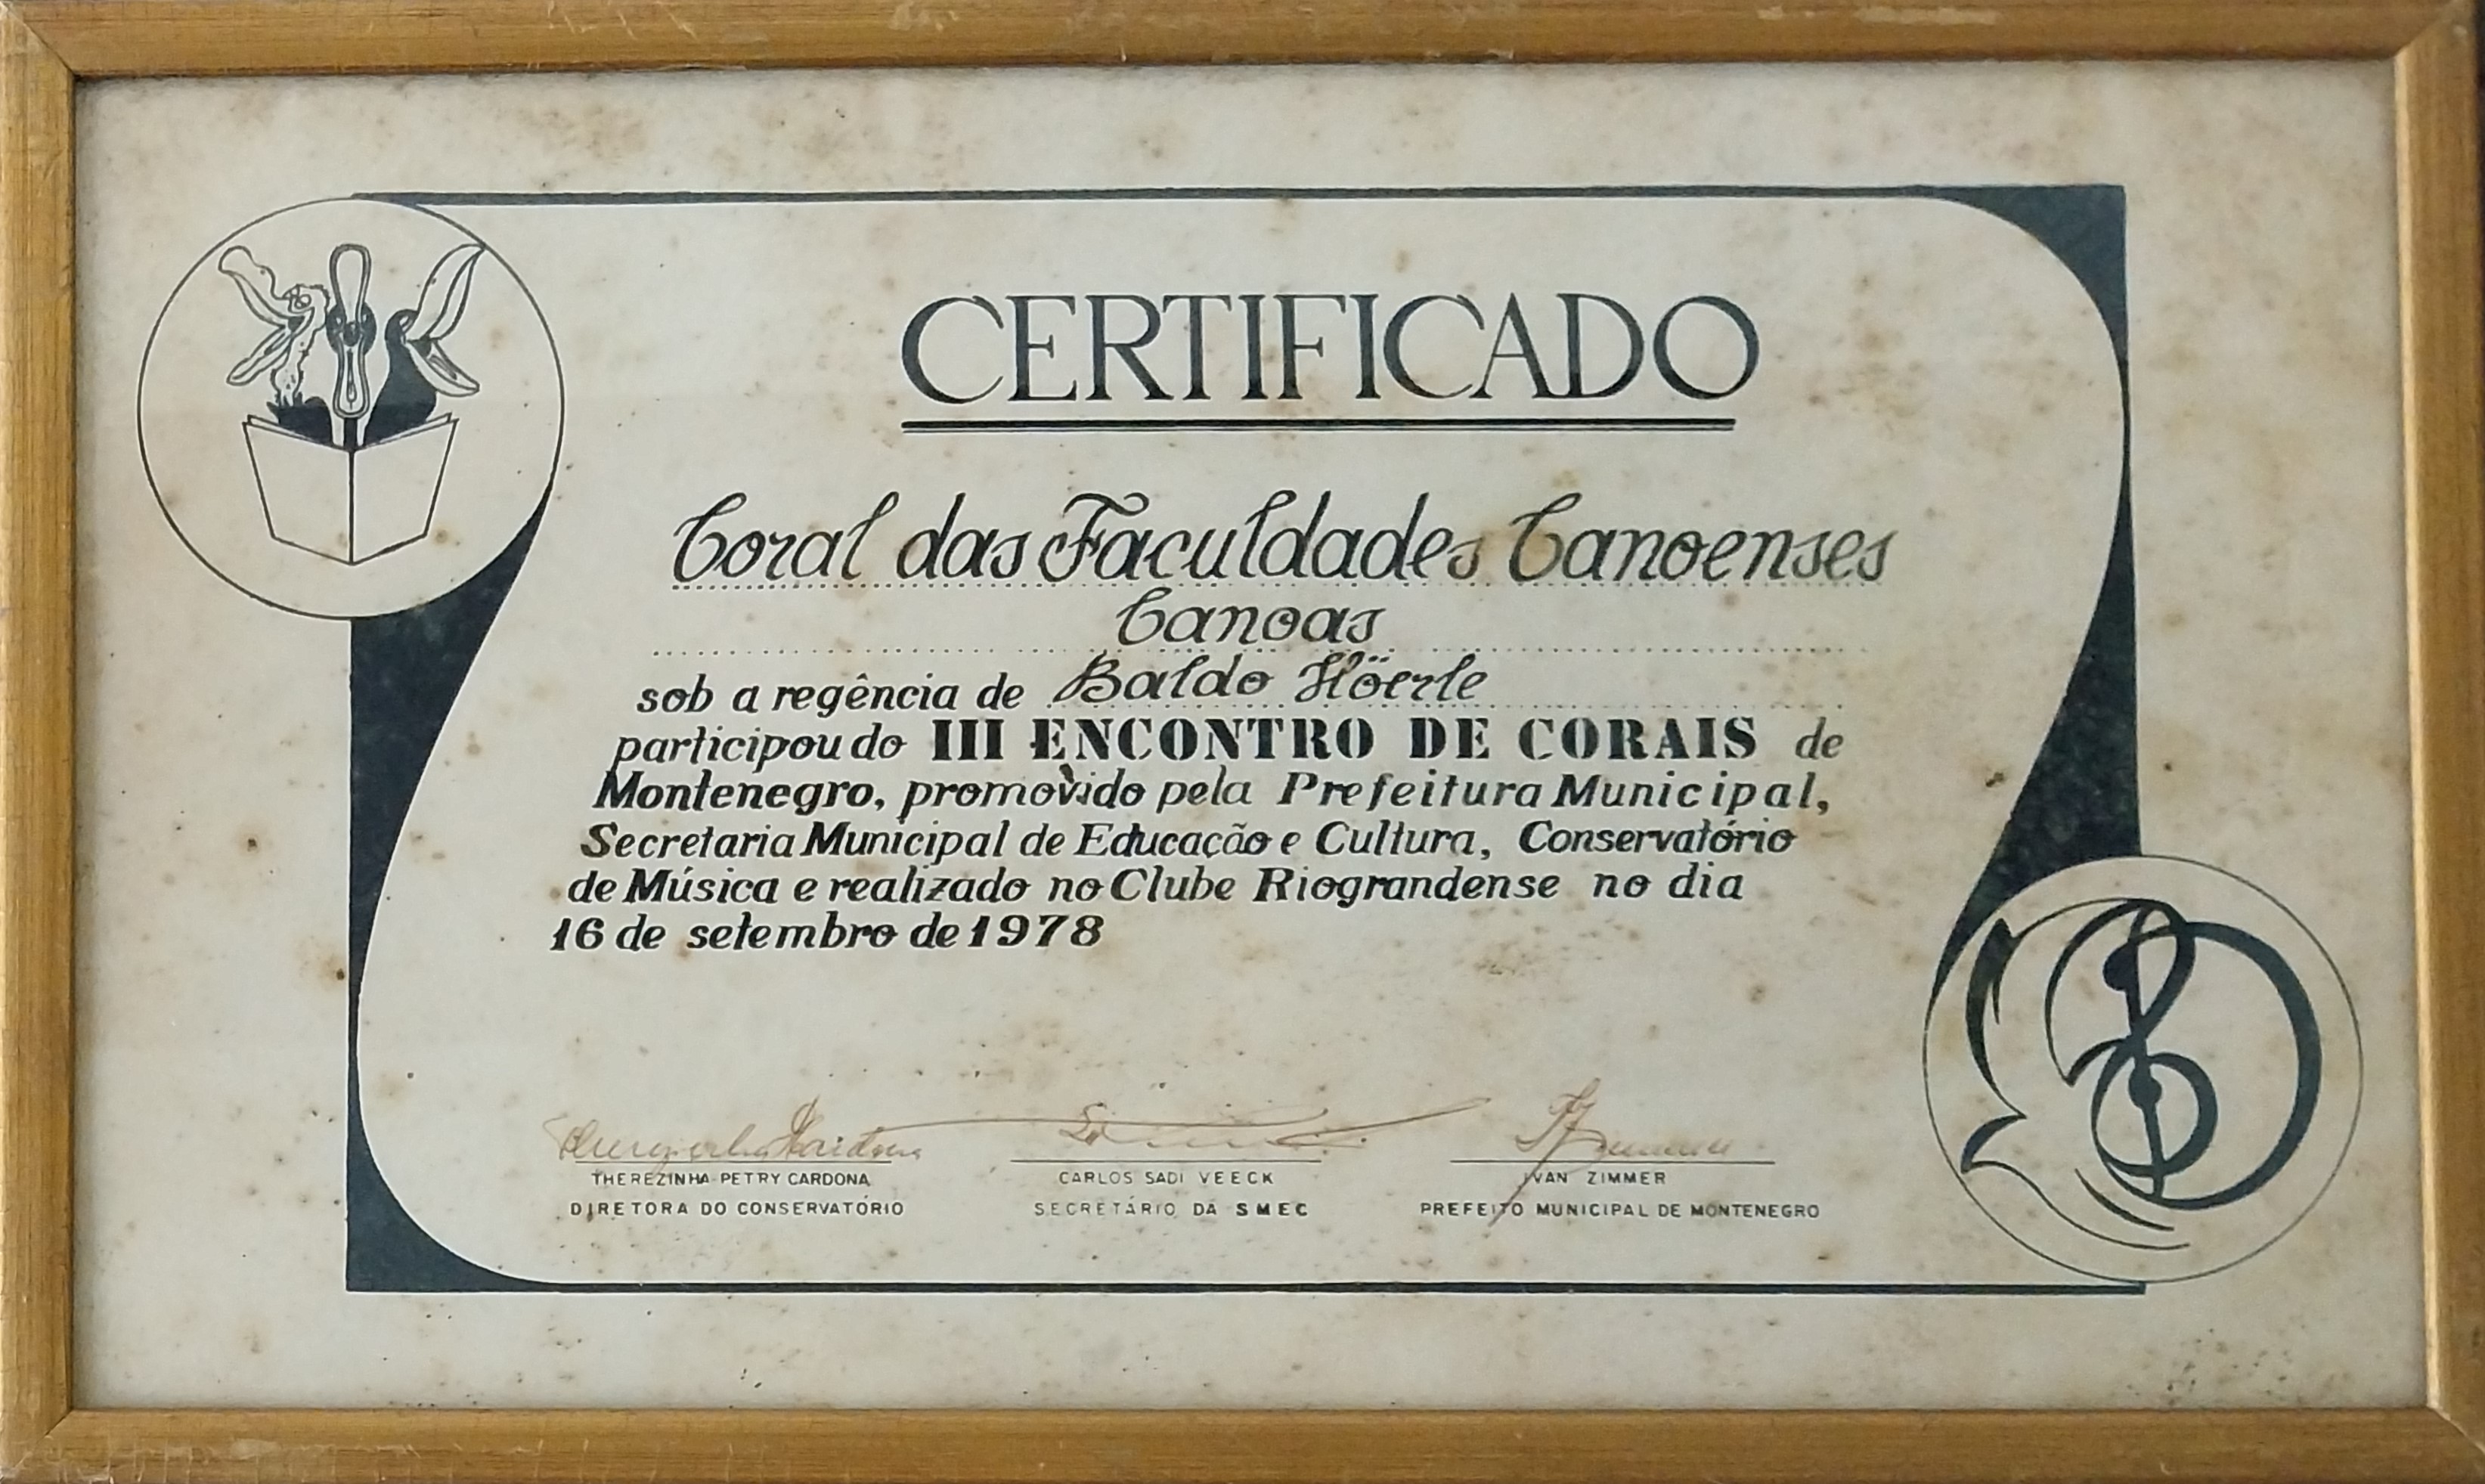 CERTIFICADO
Coral das Faculdades Canoenses
Canoas
sob a regência de Baldo Höerle
participou do III ENCONTRO DE CORAIS de
Montenegro, promovido pela Prefeitura Municipal,
Secretaria Municipal de Educação e Cultura, Conservatório
de Música e realizado no Clube Riograndense no dia
16 de setembro de 1978
THEREZINHA PETRY CARDONA
DIRETORA DO CONSERVATÓRIO
CARLOS SADI VEECK
SECRETÁRIO DA SMEC
IVAN ZIMMER
PREFEITO MUNICIPAL DE MONTENEGRO